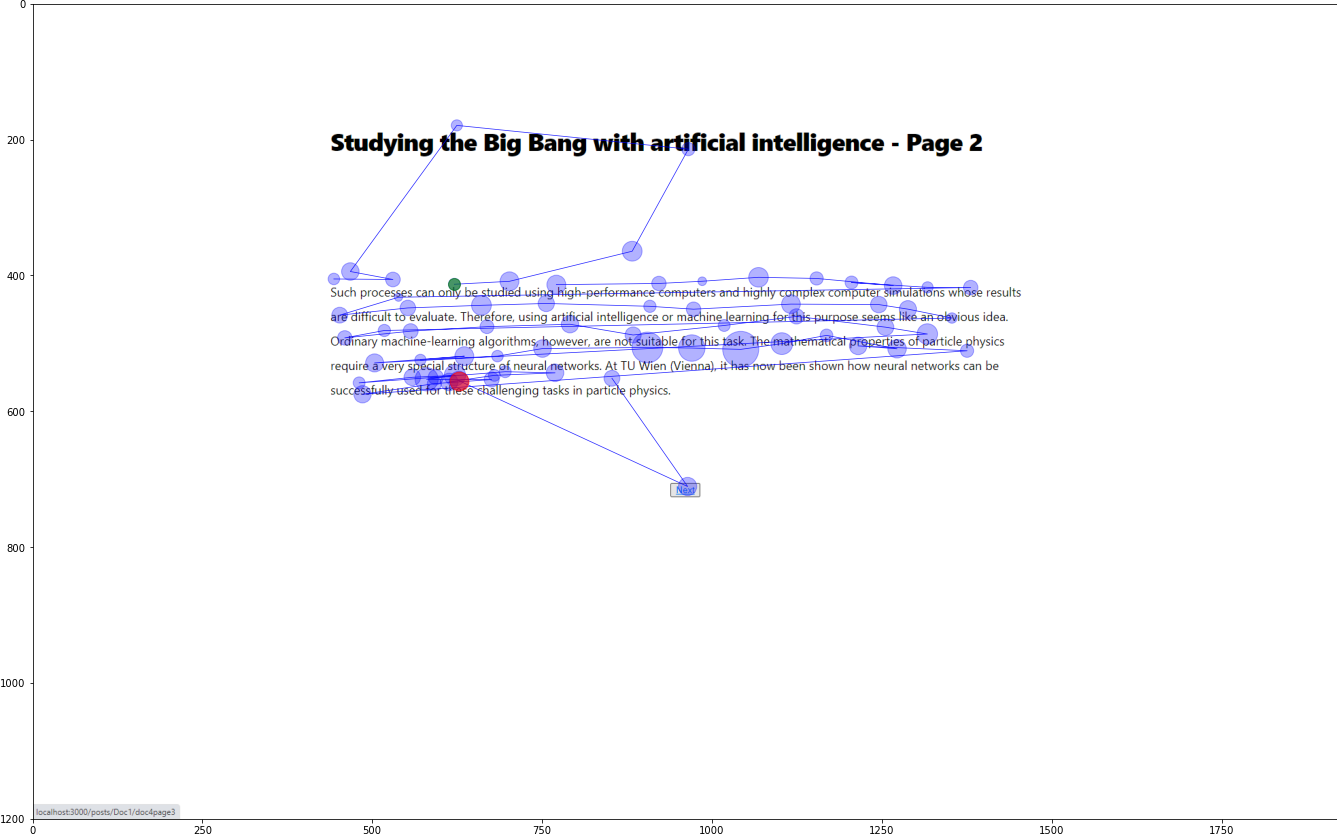 0
200
Studying the Big Bang with artificial intelligence - Page 2
400
Such processes can only be studied using high-performance computers and highly complex computer simulations whose results
are difficult to evaluate. Therefore, using artificial intelligence or machine learning for this purpose seems like an obvious idea.
Ordinary machine-learning algorithms, however, are not suitable for this task. The mathematical properties of particle physics
require a very special structure of neural networks. At TU Wien (Vienna), it has now been shown how neural networks can be
successfully used for these challenging tasks in particle physics.
600
Next
800
1000
localhost:3000/posts/Doc1/doc4page3
1200
0 250 500 750 1000 1250 1500 1750